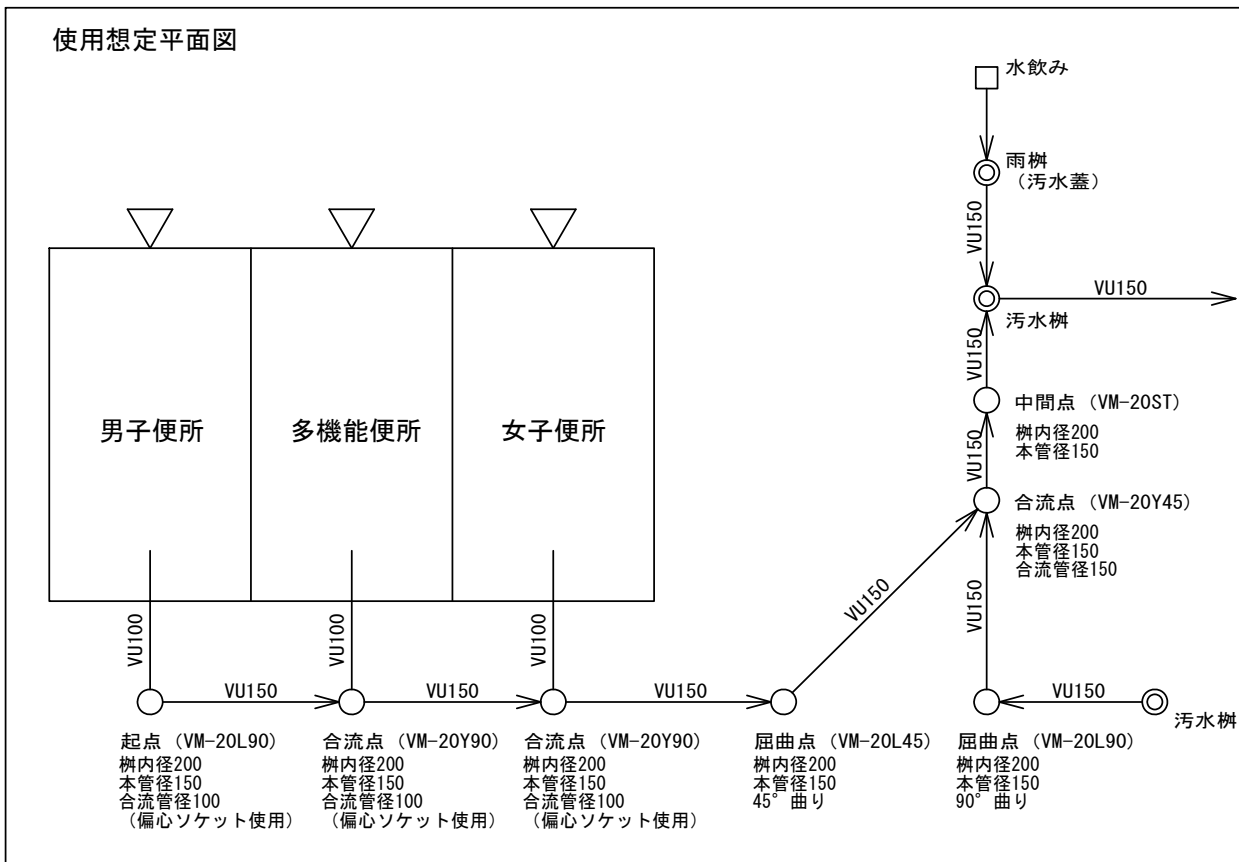 使用想定平面図
水飲み
雨桝
（汚水蓋）
VU150
VU150
汚水桝
VU150
中間点（VM-20ST）
桝内径200
本管径150
VU150
合流点（VM-20Y45）
桝内径200
本管径150
合流管径150
男子便所
多機能便所
女子便所
VU100
VU100
VU100
VU150
VU150
VU150
VU150
VU150
VU150
汚水桝
起点（VM-20L90）
桝内径200
本管径150
合流管径100
（偏心ソケット使用）
合流点（VM-20Y90）
桝内径200
本管径150
合流管径100
（偏心ソケット使用）
合流点（VM-20Y90）
桝内径200
本管径150
合流管径100
（偏心ソケット使用）
屈曲点（VM-20L45）
桝内径200
本管径150
45°曲り
屈曲点（VM-20L90）
桝内径200
本管径150
90°曲り